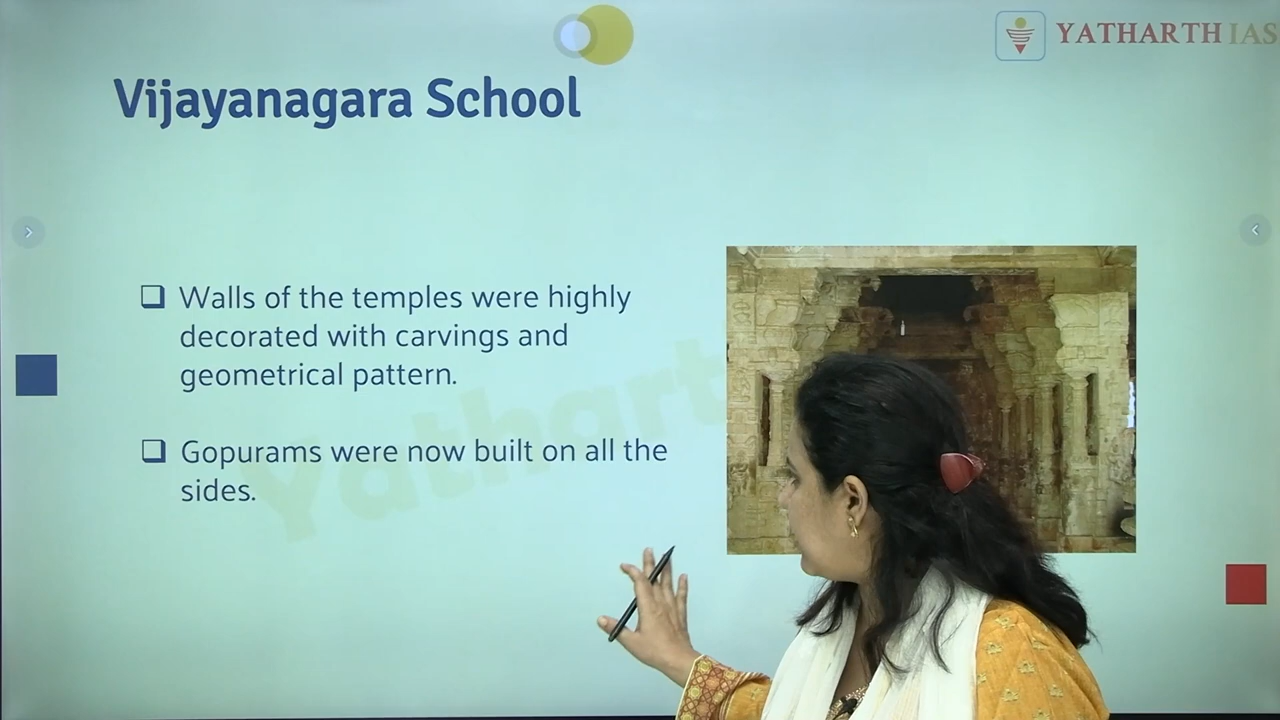 YATHARTH IAS
Vijayanagara School
Walls of the temples were highly
decorated with carvings and
geometrical pattern.
Gopurams were now built on all the
sides.
Yathart